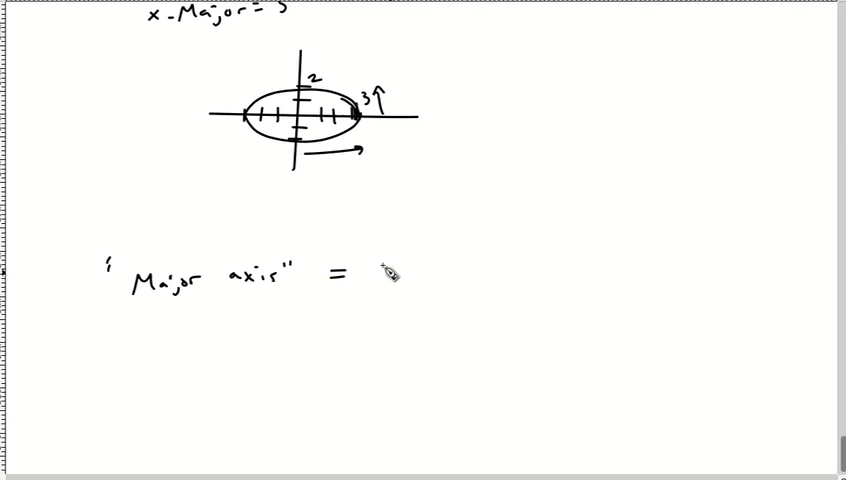 x - Major = 3
2
3
"Major axis" =